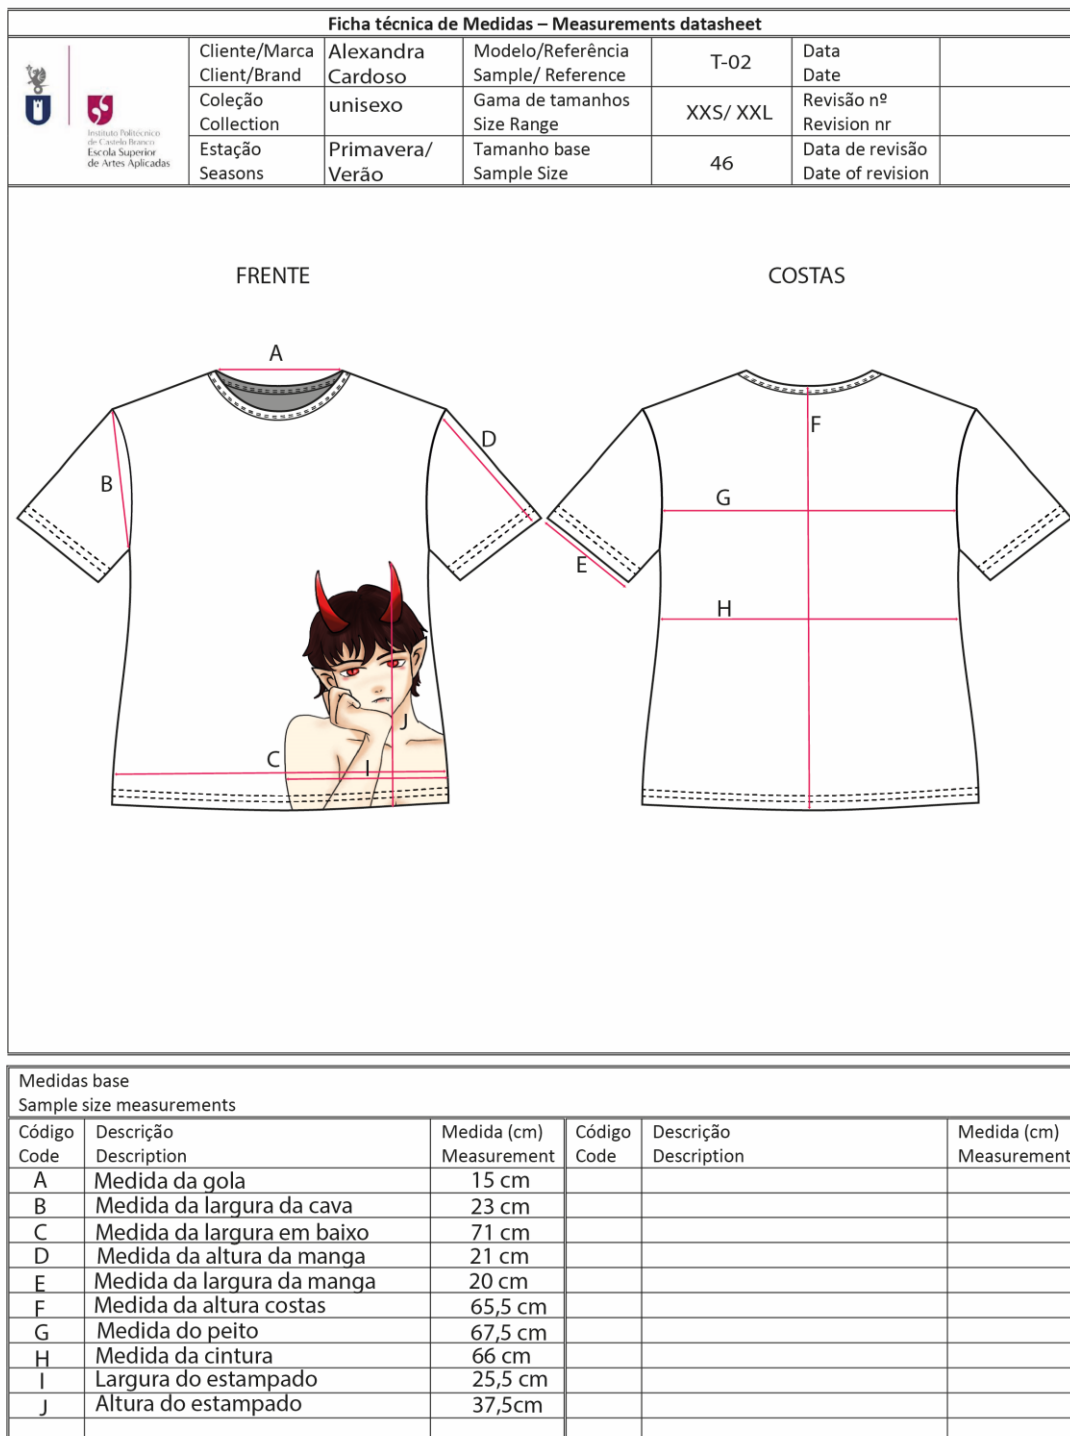 Ficha técnica de Medidas – Measurements datasheet
Instituto Politécnico
de Castelo Branco
Escola Superior
de Artes Aplicadas
Cliente/Marca
Client/Brand
Alexandra
Cardoso
Modelo/Referência
Sample/ Reference
T-02
Data
Date
Coleção
Collection
unisexo
Gama de tamanhos
Size Range
XXS/ XXL
Revisão nº
Revision nr
Estação
Seasons
Primavera/
Verão
Tamanho base
Sample Size
46
Data de revisão
Date of revision
FRENTE
COSTAS
A
B
D
F
G
E
H
J
C
I
Medidas base
Sample size measurements
Código Descrição Medida (cm) Código Descrição Medida (cm)
Code Description Measurement Code Description Measurement
A Medida da gola 15 cm
B Medida da largura da cava 23 cm
C Medida da largura em baixo 71 cm
D Medida da altura da manga 21 cm
E Medida da largura da manga 20 cm
F Medida da altura costas 65,5 cm
G Medida do peito 67,5 cm
H Medida da cintura 66 cm
I Largura do estampado 25,5 cm
J Altura do estampado 37,5cm